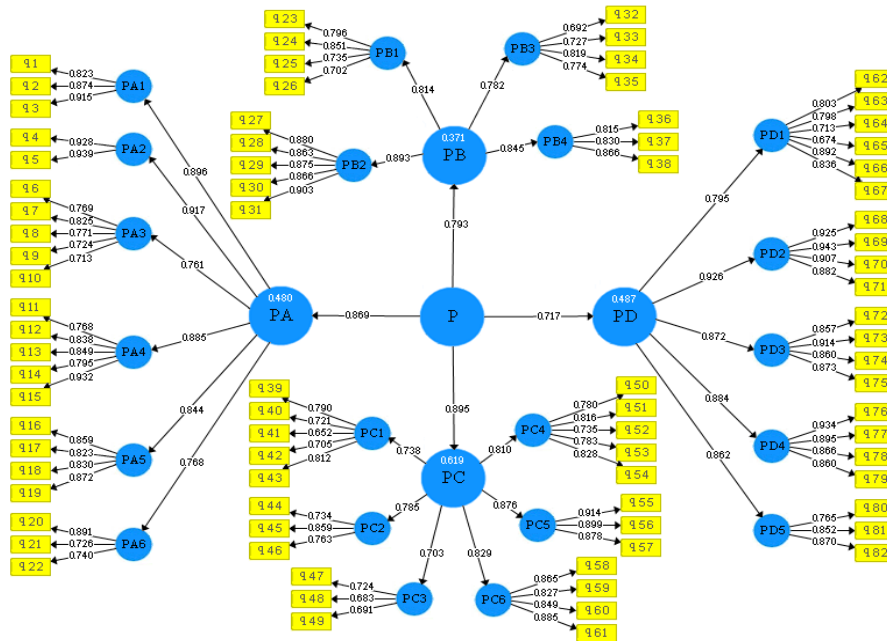 q23
q24
q25
q26
0.796
0.851
0.735
0.702
PB1
0.814
q32
q33
q34
q35
0.692
0.727
0.819
0.774
PB3
0.782
q1
q2
q3
0.823
0.874
0.915
PA1
0.896
q4
q5
0.928
0.939
PA2
0.917
q27
q28
q29
q30
q31
0.880
0.863
0.875
0.866
0.903
PB2
0.893
0.371
PB
0.845
PB4
0.815
0.830
0.866
q36
q37
q38
q62
q63
q64
q65
q66
q67
0.803
0.798
0.713
0.674
0.892
0.836
PD1
0.795
q6
q7
q8
q9
q10
0.769
0.825
0.771
0.724
0.713
PA3
0.761
0.793
q68
q69
q70
q71
0.925
0.943
0.907
0.882
PD2
0.926
0.480
PA
0.869
P
0.717
0.487
PD
q11
q12
q13
q14
q15
0.768
0.838
0.849
0.795
0.932
PA4
0.885
q72
q73
q74
q75
0.857
0.914
0.860
0.873
PD3
0.872
0.895
q16
q17
q18
q19
0.859
0.823
0.830
0.872
PA5
0.844
q39
q40
q41
q42
q43
0.790
0.721
0.652
0.705
0.812
PC1
0.738
0.619
PC
0.810
PC4
0.780
0.816
0.735
0.783
0.828
q50
q51
q52
q53
q54
q76
q77
q78
q79
0.934
0.895
0.866
0.860
PD4
0.884
q20
q21
q22
0.891
0.726
0.740
PA6
0.768
q44
q45
q46
0.734
0.859
0.763
PC2
0.785
0.876
PC5
0.914
0.899
0.878
q55
q56
q57
q80
q81
q82
0.765
0.852
0.870
PD5
0.862
q47
q48
q49
0.724
0.683
0.691
PC3
0.703
0.829
PC6
0.865
0.827
0.849
0.885
q58
q59
q60
q61